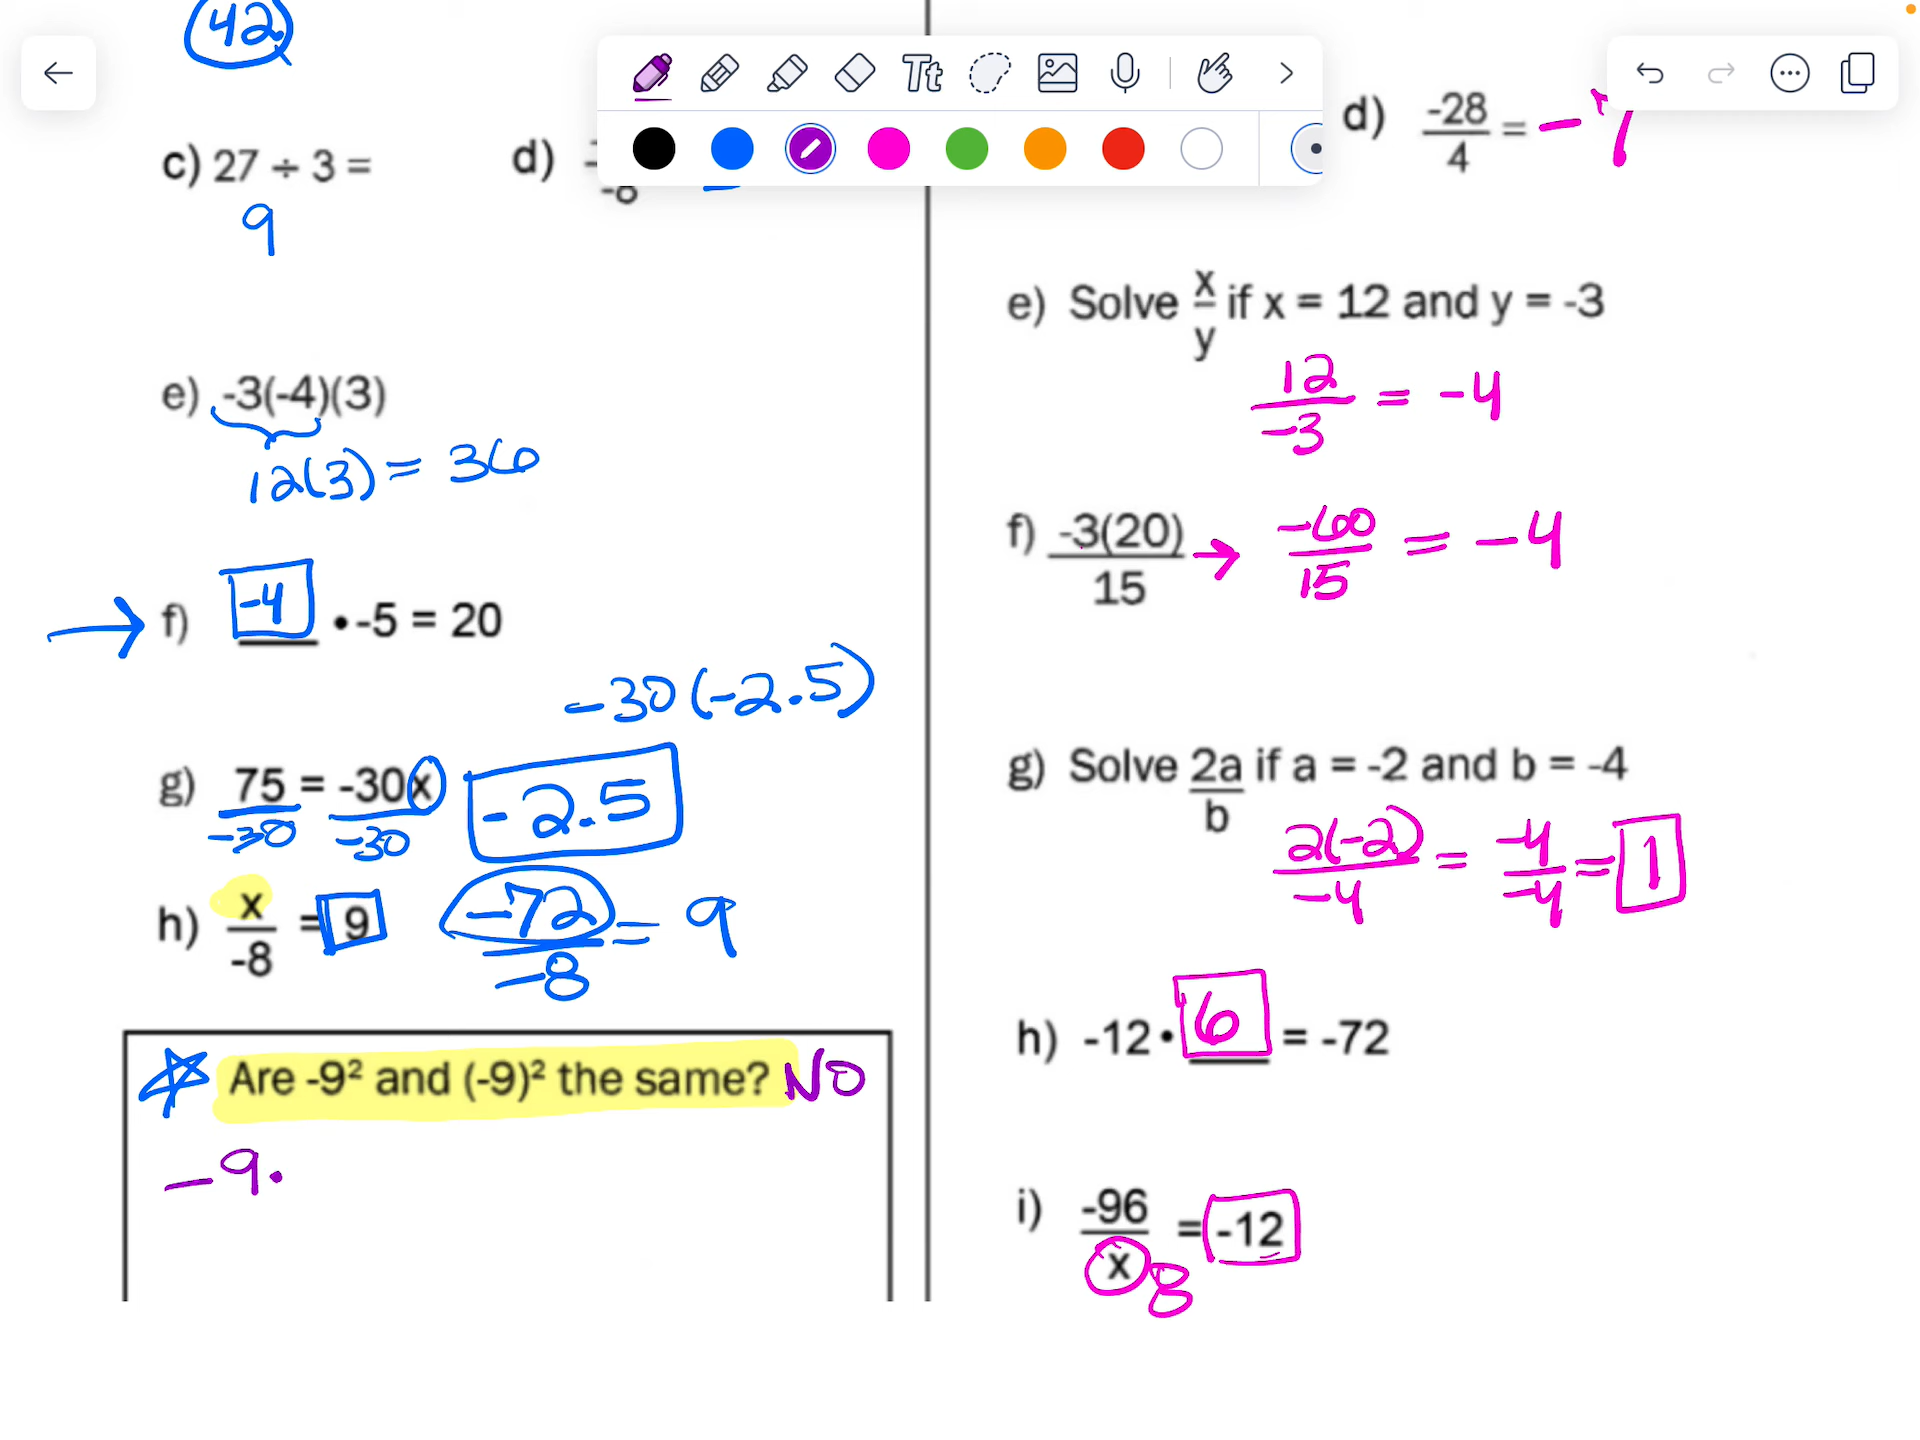 42
c) 27 ÷ 3 =
9
d)
-8
e) -3(-4)(3)
12(3) = 36
f) -4 • -5 = 20
-30(-2.5)
g) 75 = -30x -2.5
-30 -30
h) x/-8 = 9 -72/-8 = 9
Are -9² and (-9)² the same? NO
-9·
Tt
d) -28/4 = -7
e) Solve x/y if x = 12 and y = -3
12/-3 = -4
f) -3(20)/15 → -60/15 = -4
g) Solve 2a/b if a = -2 and b = -4
2(-2)/-4 = -4/-4 = 1
h) -12 • 6 = -72
i) -96/x = -12
8